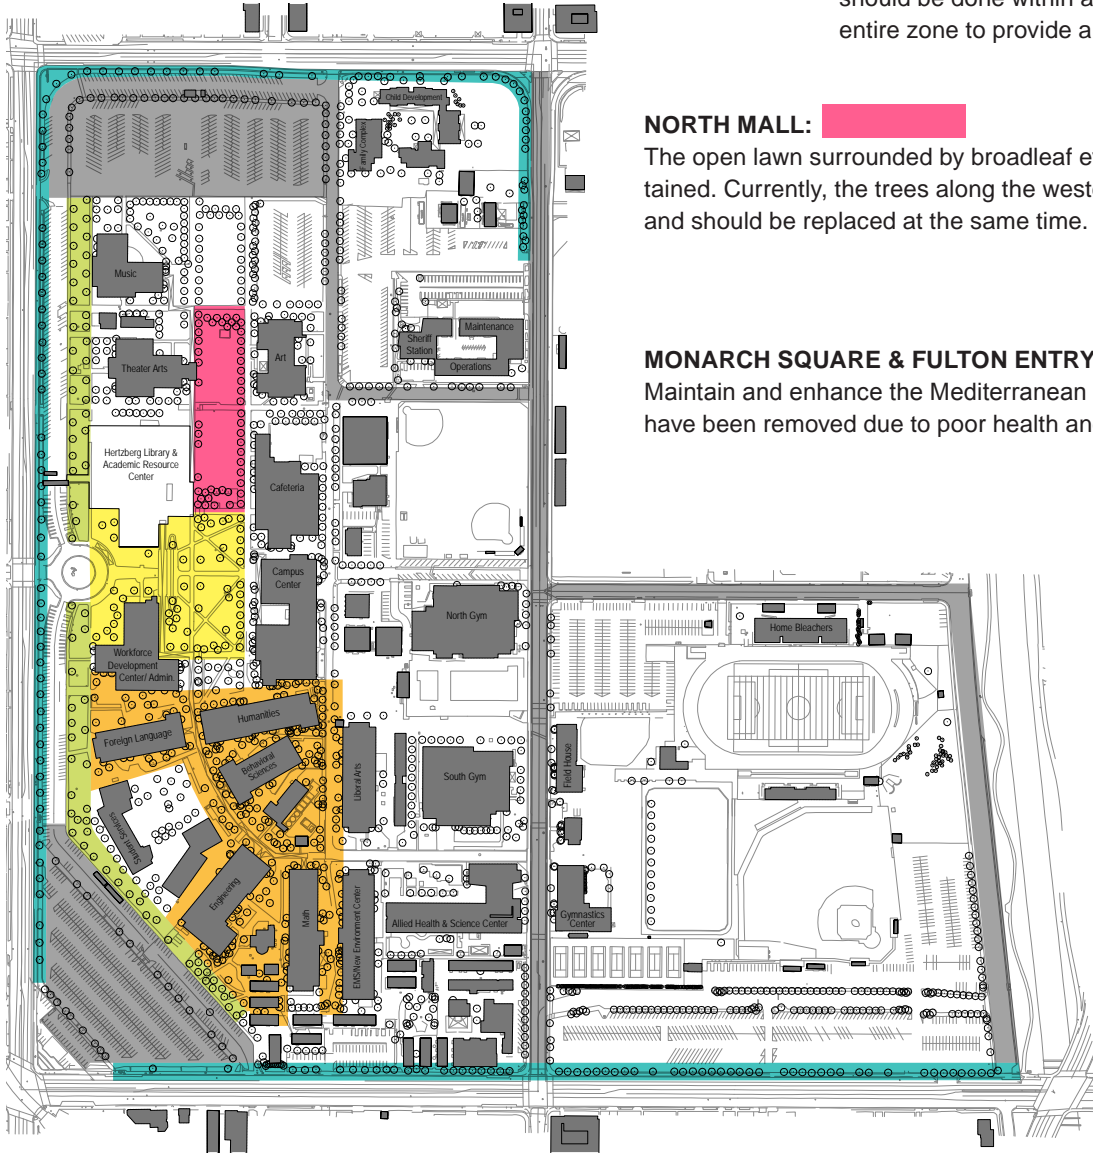 should be done within a
entire zone to provide a
NORTH MALL:
The open lawn surrounded by broadleaf e
tained. Currently, the trees along the weste
and should be replaced at the same time.
MONARCH SQUARE & FULTON ENTRY
Maintain and enhance the Mediterranean
have been removed due to poor health an
Child Development
amily Complex
Music
Theater Arts
Art
Sheriff
Station
Maintenance
Operations
Hertzberg Library &
Academic Resource
Center
Cafeteria
Campus
Center
North Gym
Home Bleachers
Workforce
Development
Center/ Admin.
Humanities
Foreign Language
Behavioral
Sciences
Liberal Arts
South Gym
Field House
Student Services
Engineering
Math
EMS/New Environment Center
Allied Health & Science Center
Gymnastics
Center